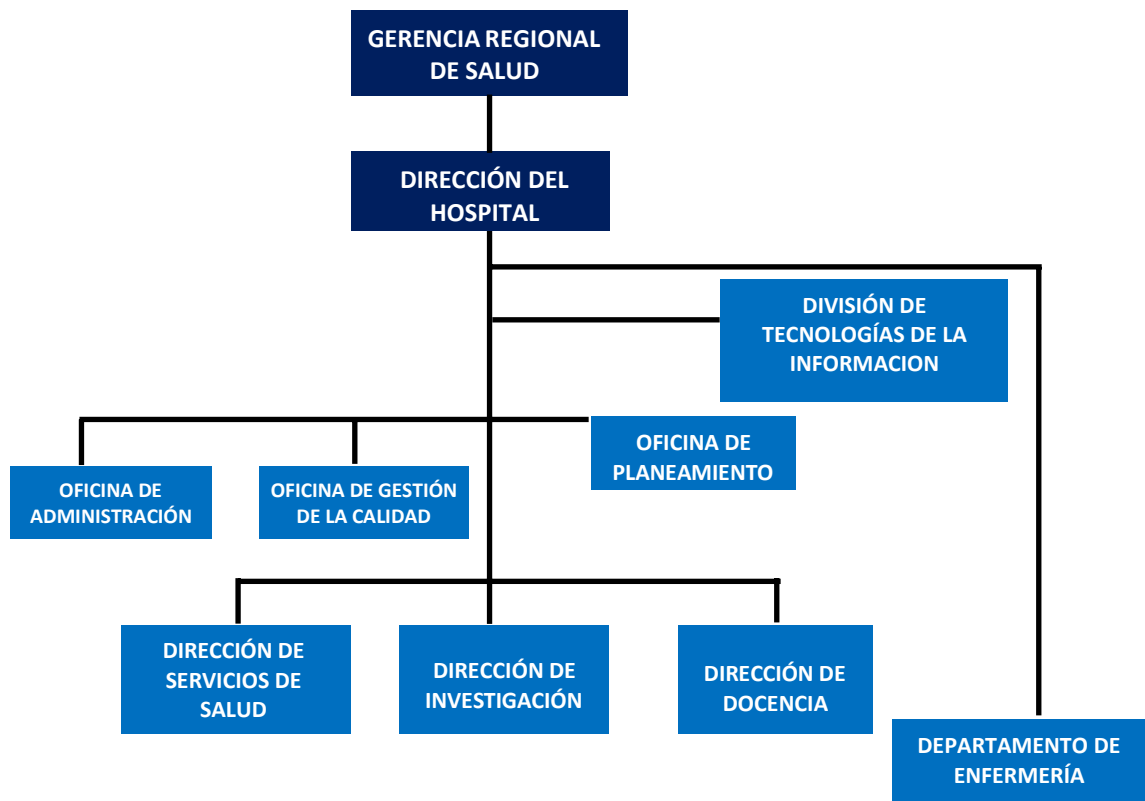 GERENCIA REGIONAL
DE SALUD
DIRECCIÓN DEL
HOSPITAL
DIVISIÓN DE
TECNOLOGÍAS DE LA
INFORMACION
OFICINA DE
PLANEAMIENTO
OFICINA DE
ADMINISTRACIÓN
OFICINA DE GESTIÓN
DE LA CALIDAD
DIRECCIÓN DE
SERVICIOS DE
SALUD
DIRECCIÓN DE
INVESTIGACIÓN
DIRECCIÓN DE
DOCENCIA
DEPARTAMENTO DE
ENFERMERÍA